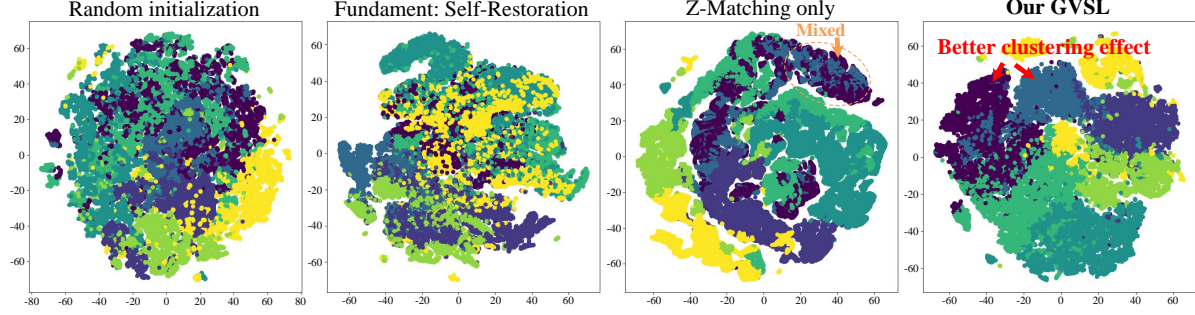 Random initialization
Fundament: Self-Restoration
Z-Matching only
Our GVSL
Mixed
Better clustering effect
60
40
20
0
-20
-40
-60
-80 -60 -40 -20 0 20 40 60 80
60
40
20
0
-20
-40
-60
-60 -40 -20 0 20 40 60
60
40
20
0
-20
-40
-60
-60 -40 -20 0 20 40 60
60
40
20
0
-20
-40
-60
-60 -40 -20 0 20 40 60